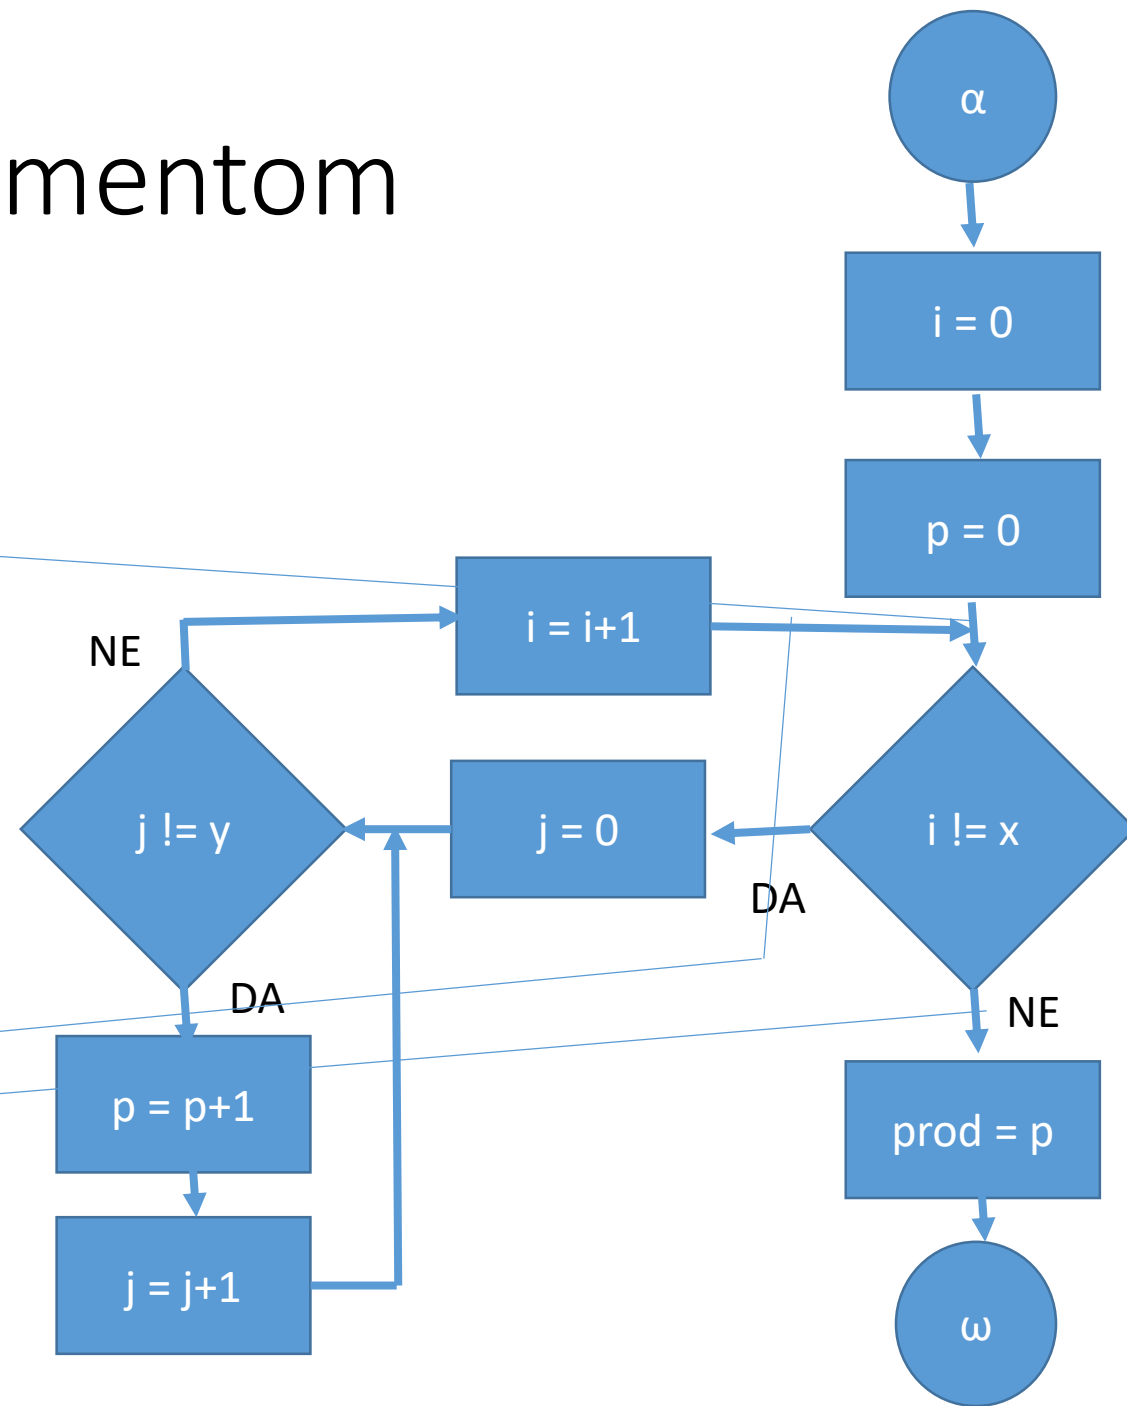 mentom
α
i = 0
p = 0
i = i+1
NE
j != y
j = 0
i != x
DA
DA
NE
p = p+1
prod = p
j = j+1
ω